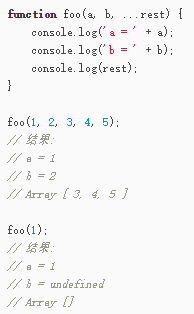 function foo(a, b, ...rest) {
    console.log('a = ' + a);
    console.log('b = ' + b);
    console.log(rest);
}
foo(1, 2, 3, 4, 5);
// 结果:
// a = 1
// b = 2
// Array [ 3, 4, 5 ]
foo(1);
// 结果:
// a = 1
// b = undefined
// Array []